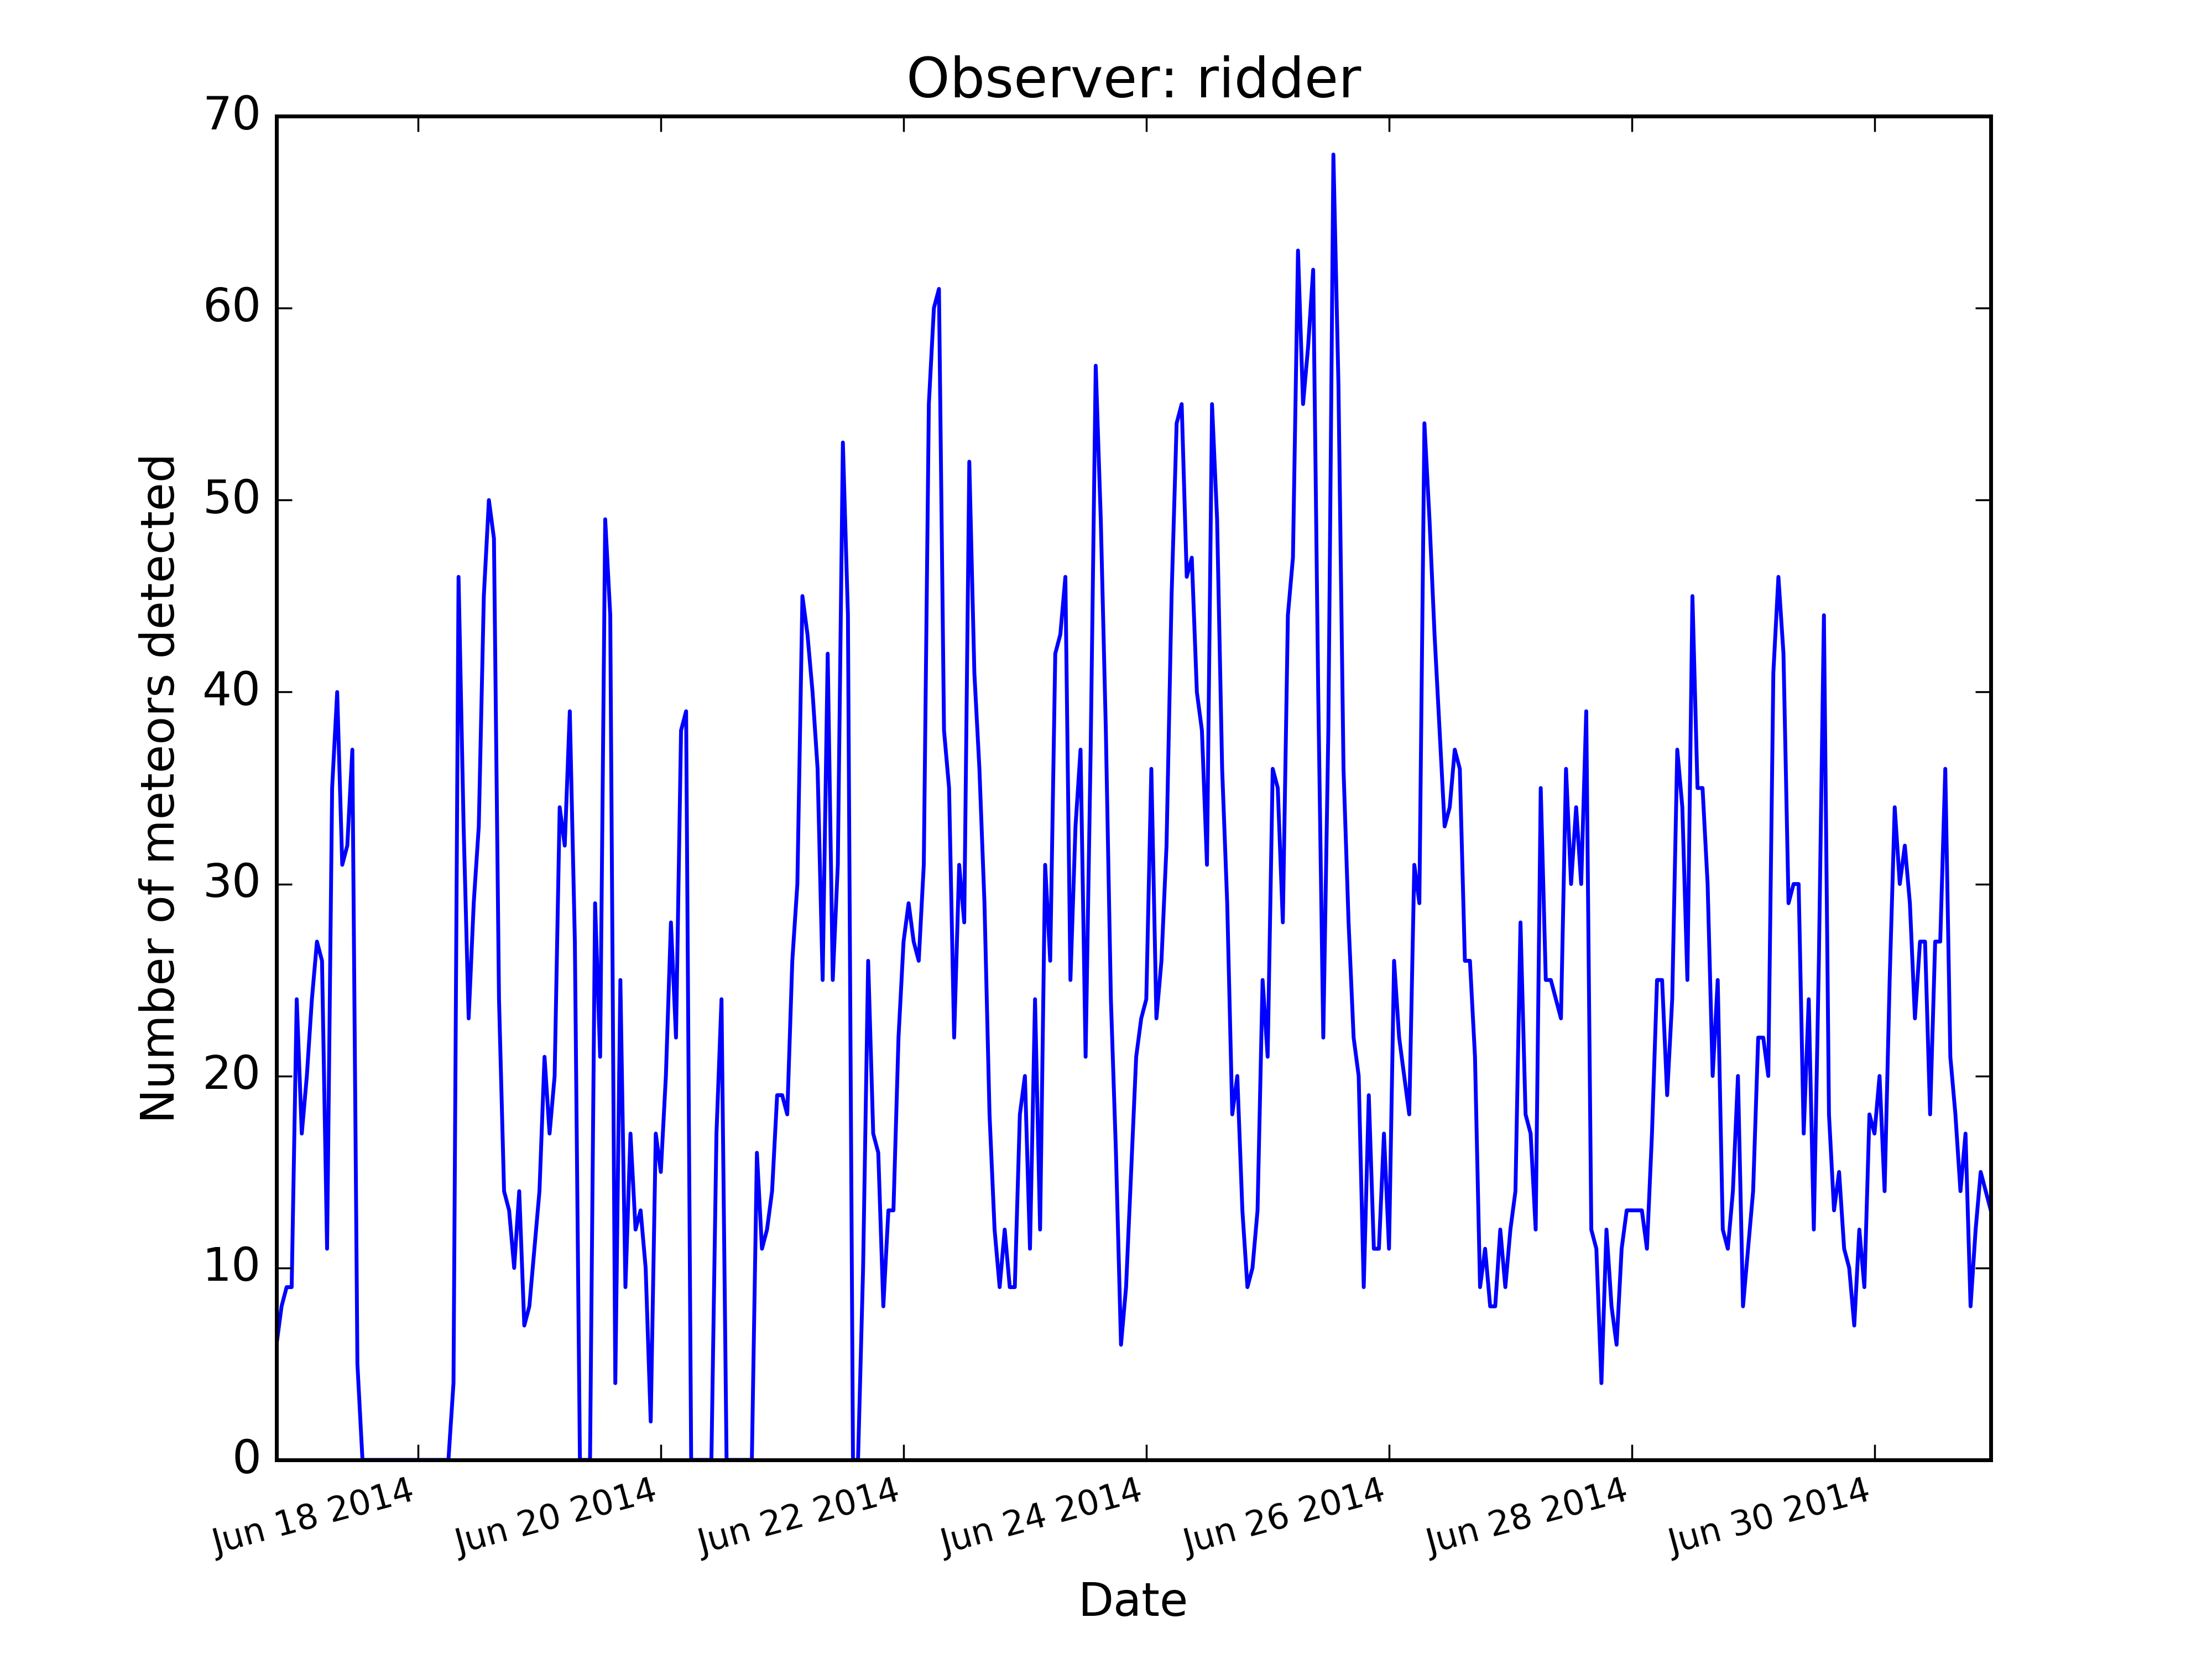 Observer: ridder
70
60
50
40
30
20
10
0
Number of meteors detected
Jun 18 2014
Jun 20 2014
Jun 22 2014
Jun 24 2014
Jun 26 2014
Jun 28 2014
Jun 30 2014
Date